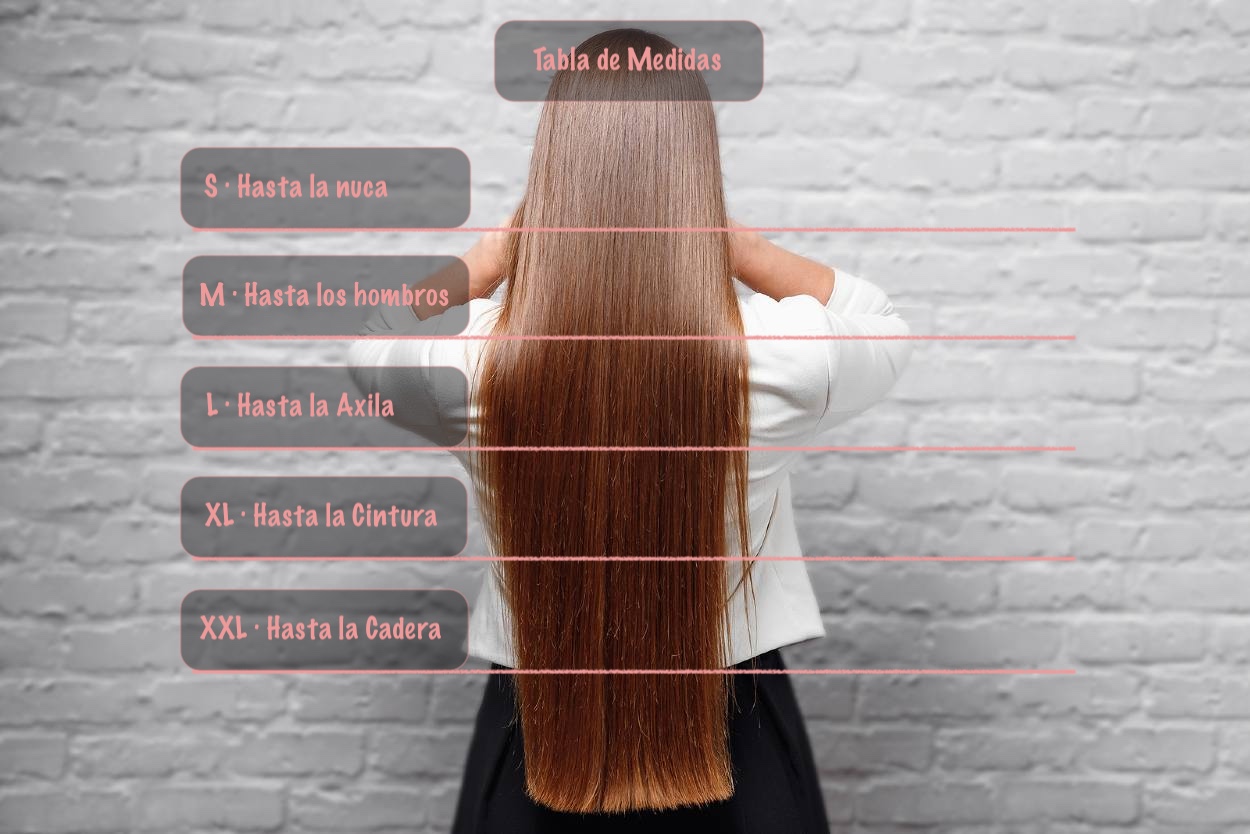 Tabla de Medidas
S · Hasta la nuca
M · Hasta los hombros
L · Hasta la Axila
XL · Hasta la Cintura
XXL · Hasta la Cadera